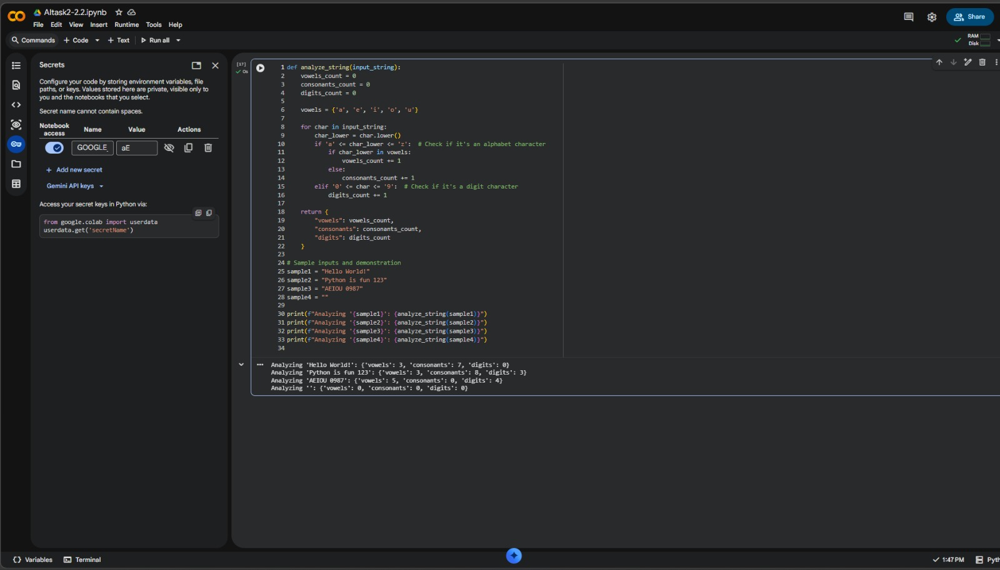 AItask2-2.2.ipynb
File Edit View Insert Runtime Tools Help
Share
Commands + Code + Text Run all
RAM
Disk
Secrets
Configure your code by storing environment variables, file
paths, or keys. Values stored here are private, visible only to
you and the notebooks that you select.
Secret name cannot contain spaces.
Notebook access Name Value Actions
GOOGLE_ aE
+ Add new secret
Gemini API keys
Access your secret keys in Python via:
from google.colab import userdata
userdata.get('secretName')
[17]
0s
1 def analyze_string(input_string):
2     vowels_count = 0
3     consonants_count = 0
4     digits_count = 0
5
6     vowels = {'a', 'e', 'i', 'o', 'u'}
7
8     for char in input_string:
9         char_lower = char.lower()
10         if 'a' <= char_lower <= 'z':  # Check if it's an alphabet character
11             if char_lower in vowels:
12                 vowels_count += 1
13             else:
14                 consonants_count += 1
15         elif '0' <= char <= '9':  # Check if it's a digit character
16             digits_count += 1
17
18     return {
19         "vowels": vowels_count,
20         "consonants": consonants_count,
21         "digits": digits_count
22     }
23
24 # Sample inputs and demonstration
25 sample1 = "Hello World!"
26 sample2 = "Python is fun 123"
27 sample3 = "AEIOU 0987"
28 sample4 = ""
29
30 print(f"Analyzing '{sample1}': {analyze_string(sample1)}")
31 print(f"Analyzing '{sample2}': {analyze_string(sample2)}")
32 print(f"Analyzing '{sample3}': {analyze_string(sample3)}")
33 print(f"Analyzing '{sample4}': {analyze_string(sample4)}")
34
Analyzing 'Hello World!': {'vowels': 3, 'consonants': 7, 'digits': 0}
Analyzing 'Python is fun 123': {'vowels': 3, 'consonants': 8, 'digits': 3}
Analyzing 'AEIOU 0987': {'vowels': 5, 'consonants': 0, 'digits': 4}
Analyzing '': {'vowels': 0, 'consonants': 0, 'digits': 0}
Variables Terminal
1:47 PM Pyth